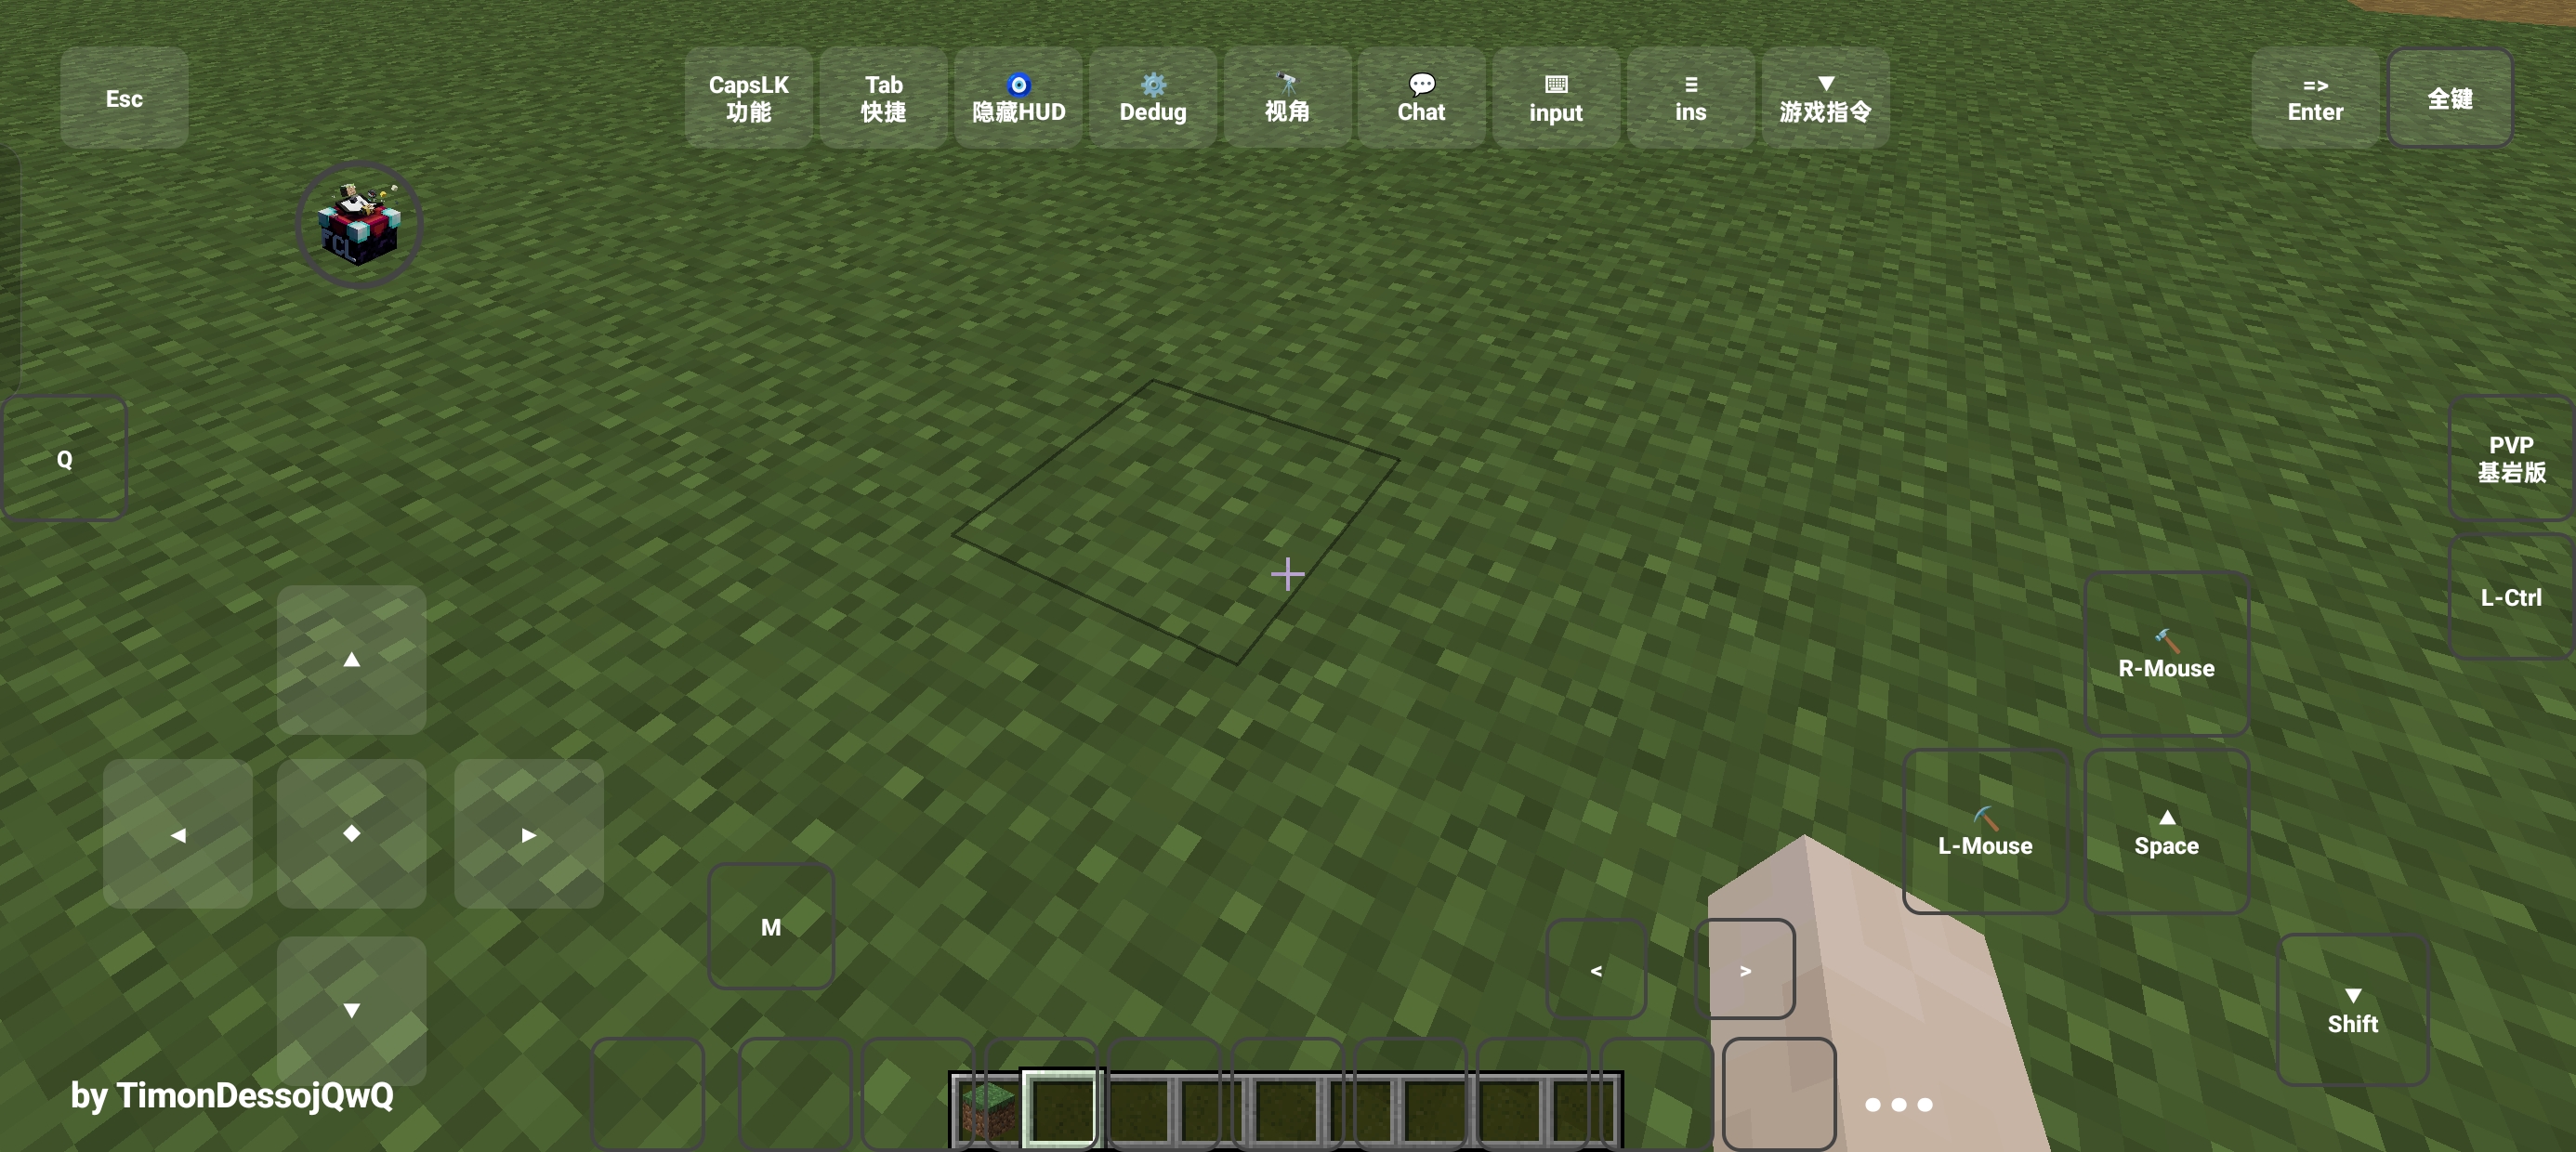 Esc
CapsLK
功能
Tab
快捷
隐藏HUD
Dedug
视角
Chat
input
ins
游戏指令
=>
Enter
全键
FCL
Q
PVP
基岩版
L-Ctrl
R-Mouse
L-Mouse
Space
M
<
>
Shift
by TimonDessojQwQ